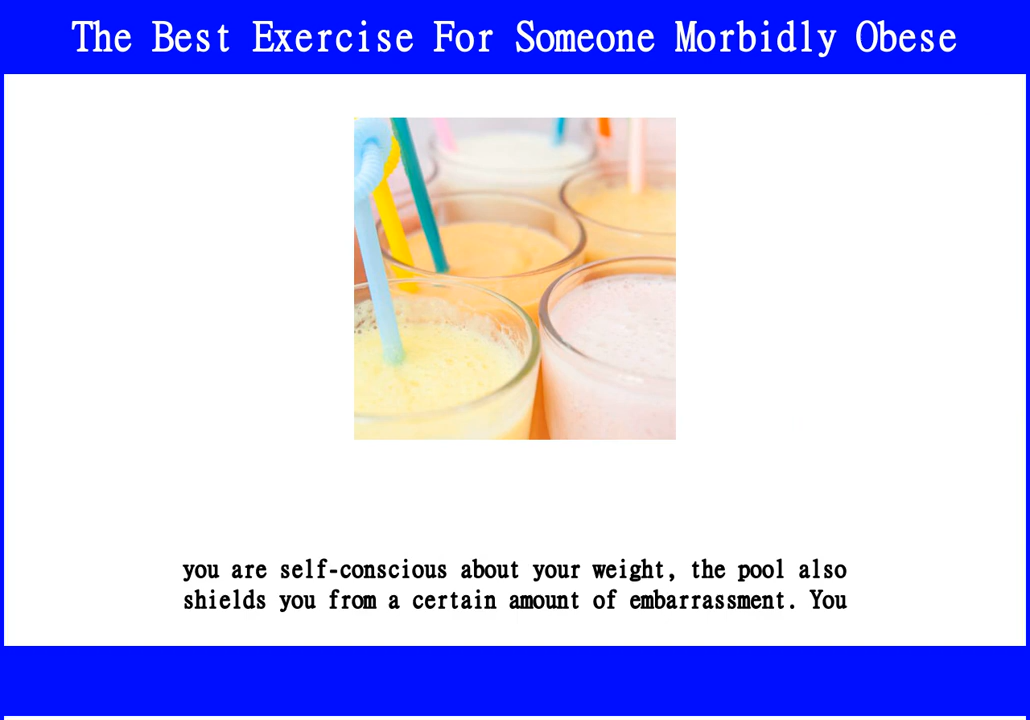 The Best Exercise For Someone Morbidly Obese
you are self-conscious about your weight, the pool also
shields you from a certain amount of embarrassment. You